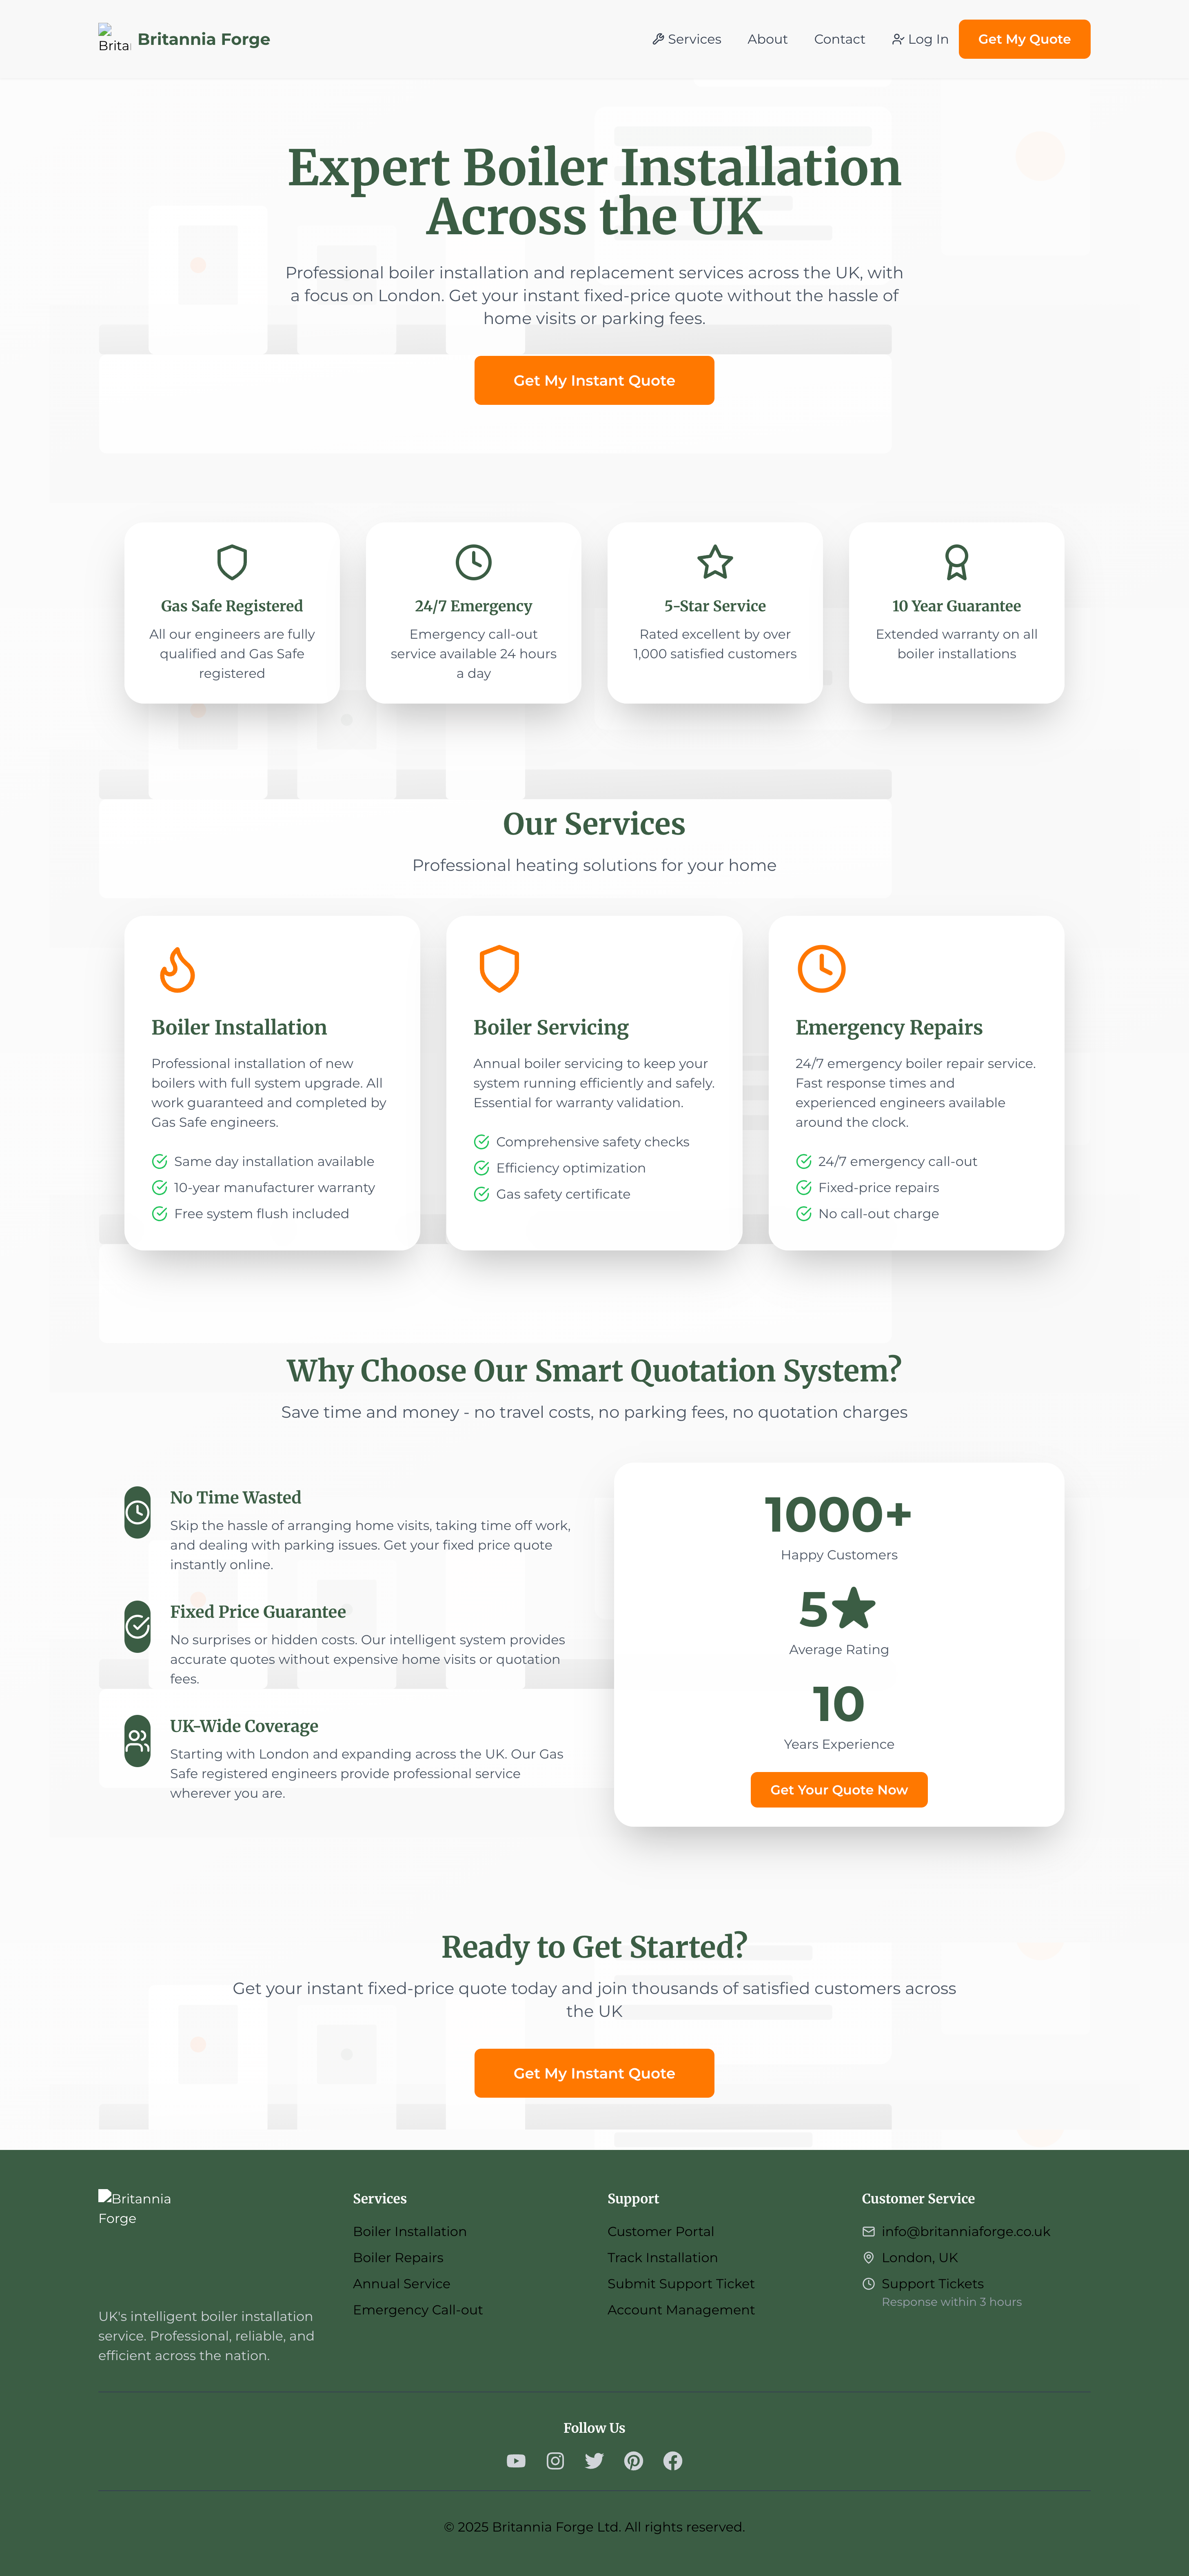 Britannia Forge
Services
About
Contact
Log In
Get My Quote
Expert Boiler Installation
Across the UK
Professional boiler installation and replacement services across the UK, with
a focus on London. Get your instant fixed-price quote without the hassle of
home visits or parking fees.
Get My Instant Quote
Gas Safe Registered
All our engineers are fully
qualified and Gas Safe
registered
24/7 Emergency
Emergency call-out
service available 24 hours
a day
5-Star Service
Rated excellent by over
1,000 satisfied customers
10 Year Guarantee
Extended warranty on all
boiler installations
Our Services
Professional heating solutions for your home
Boiler Installation
Professional installation of new
boilers with full system upgrade. All
work guaranteed and completed by
Gas Safe engineers.
Same day installation available
10-year manufacturer warranty
Free system flush included
Boiler Servicing
Annual boiler servicing to keep your
system running efficiently and safely.
Essential for warranty validation.
Comprehensive safety checks
Efficiency optimization
Gas safety certificate
Emergency Repairs
24/7 emergency boiler repair service.
Fast response times and
experienced engineers available
around the clock.
24/7 emergency call-out
Fixed-price repairs
No call-out charge
Why Choose Our Smart Quotation System?
Save time and money - no travel costs, no parking fees, no quotation charges
No Time Wasted
Skip the hassle of arranging home visits, taking time off work,
and dealing with parking issues. Get your fixed price quote
instantly online.
Fixed Price Guarantee
No surprises or hidden costs. Our intelligent system provides
accurate quotes without expensive home visits or quotation
fees.
UK-Wide Coverage
Starting with London and expanding across the UK. Our Gas
Safe registered engineers provide professional service
wherever you are.
1000+
Happy Customers
5
Average Rating
10
Years Experience
Get Your Quote Now
Ready to Get Started?
Get your instant fixed-price quote today and join thousands of satisfied customers across
the UK
Get My Instant Quote
Britannia
Forge
UK's intelligent boiler installation
service. Professional, reliable, and
efficient across the nation.
Services
Boiler Installation
Boiler Repairs
Annual Service
Emergency Call-out
Support
Customer Portal
Track Installation
Submit Support Ticket
Account Management
Customer Service
info@britanniaforge.co.uk
London, UK
Support Tickets
Response within 3 hours
Follow Us
© 2025 Britannia Forge Ltd. All rights reserved.